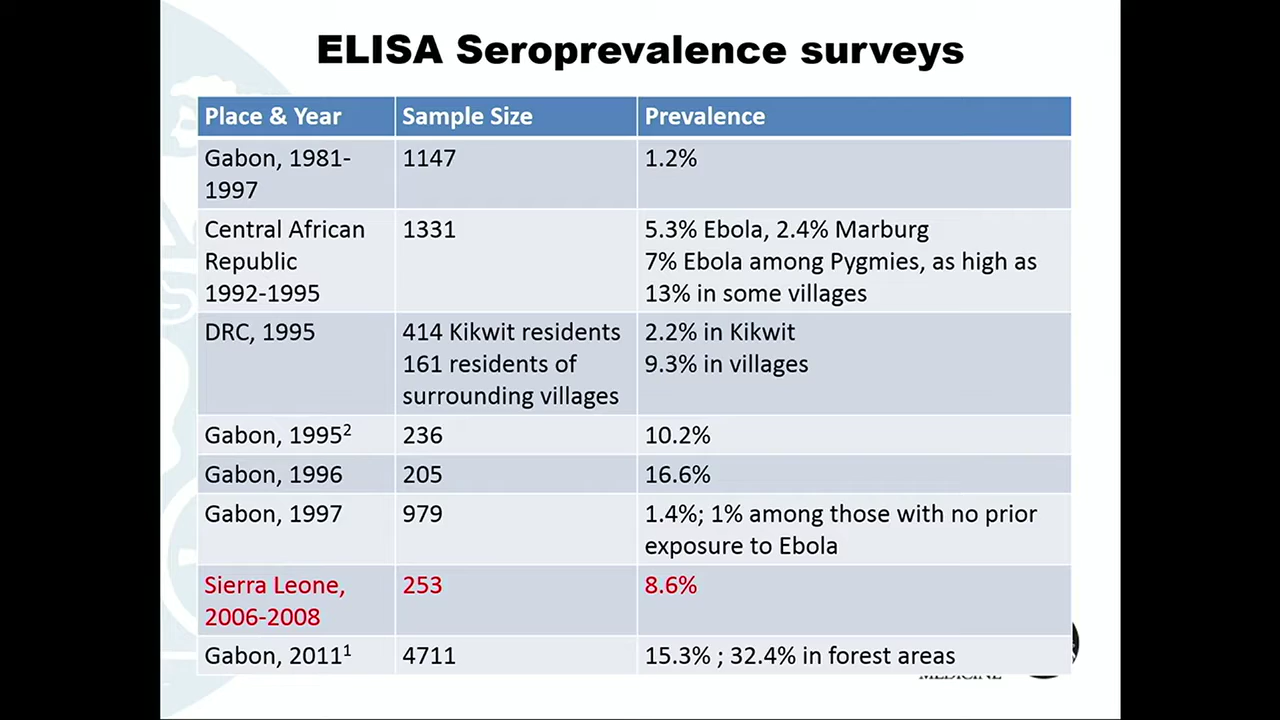 ELISA Seroprevalence surveys
Place & Year Sample Size Prevalence
Gabon, 1981-
1997
1147
1.2%
Central African
Republic
1992-1995
1331
5.3% Ebola, 2.4% Marburg
7% Ebola among Pygmies, as high as
13% in some villages
DRC, 1995
414 Kikwit residents
161 residents of
surrounding villages
2.2% in Kikwit
9.3% in villages
Gabon, 1995² 236 10.2%
Gabon, 1996 205 16.6%
Gabon, 1997
979
1.4%; 1% among those with no prior
exposure to Ebola
Sierra Leone,
2006-2008
253
8.6%
Gabon, 2011¹ 4711 15.3% ; 32.4% in forest areas
MEDICINE